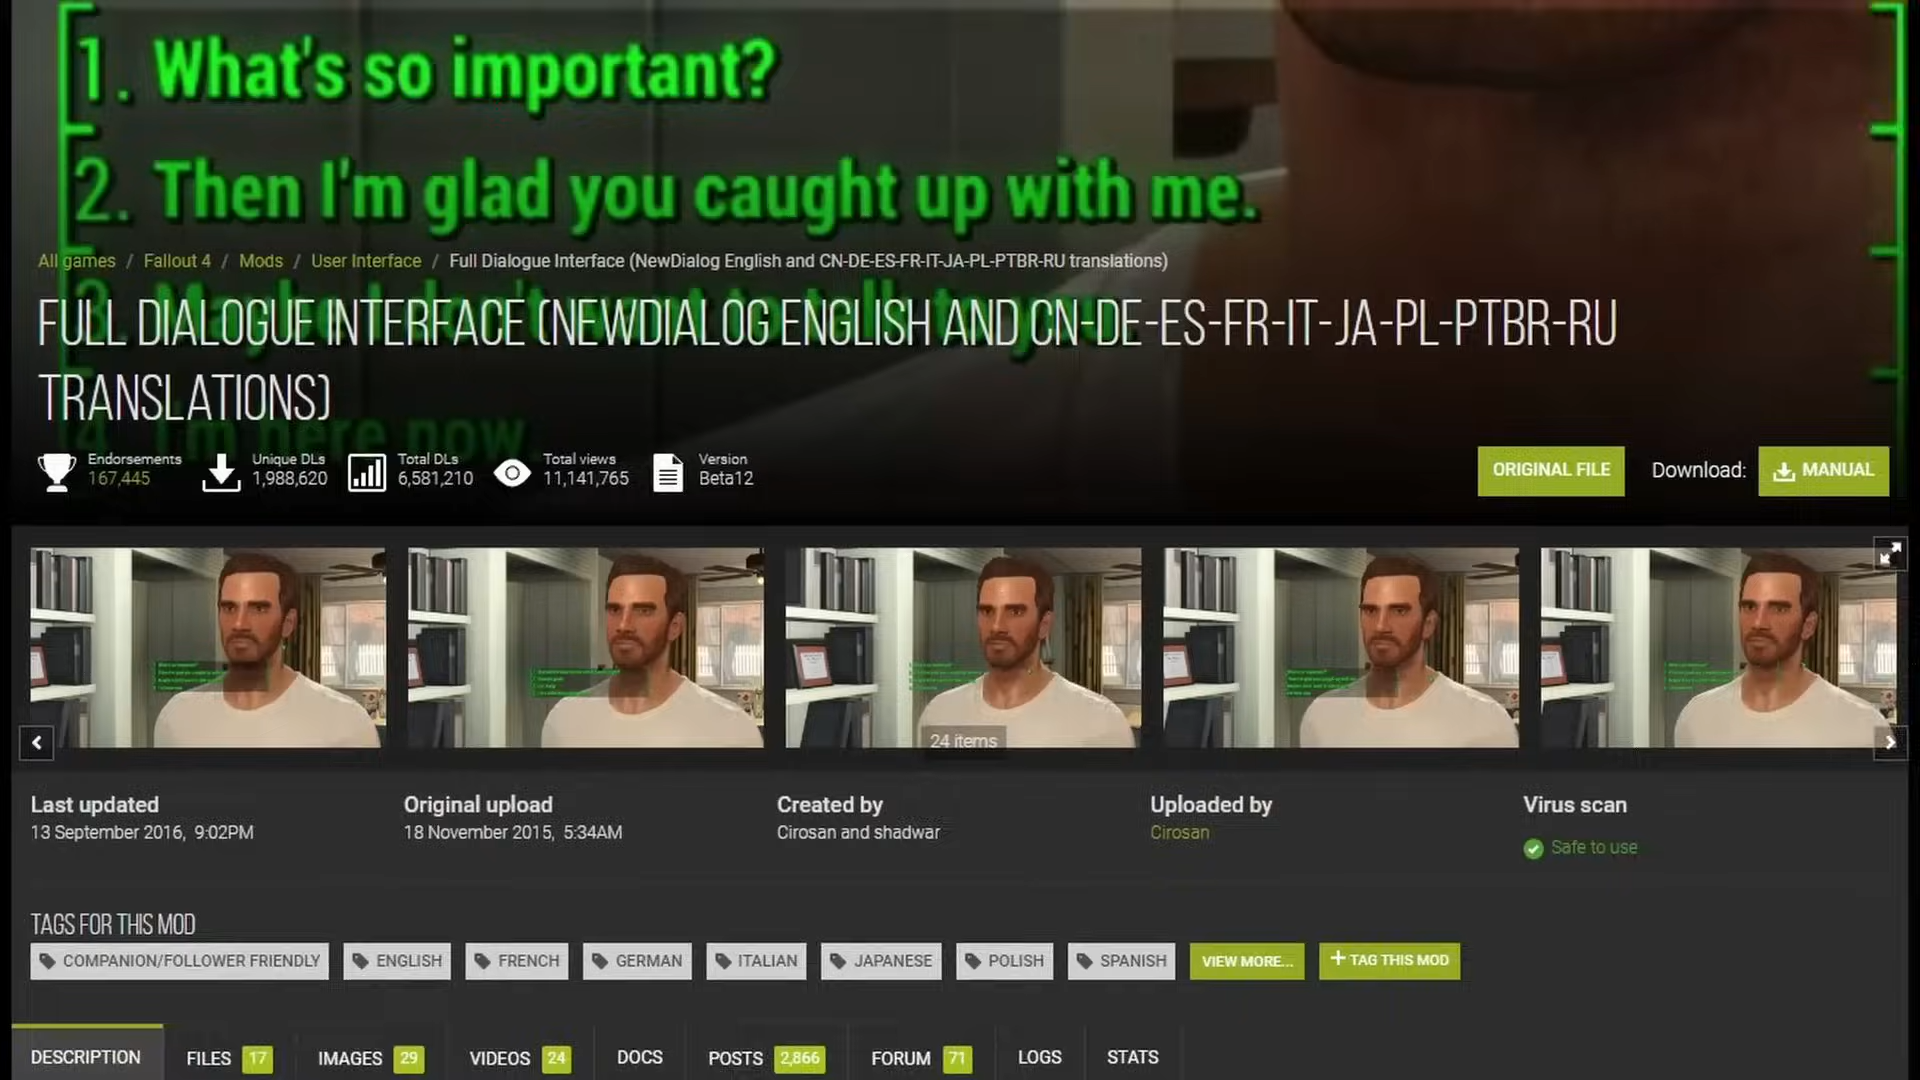 1. What's so important?
2. Then I'm glad you caught up with me.
All games / Fallout 4 / Mods / User Interface / Full Dialogue Interface (NewDialog English and CN-DE-ES-FR-IT-JA-PL-PTBR-RU translations)
FULL DIALOGUE INTERFACE (NEWDIALOG ENGLISH AND CN-DE-ES-FR-IT-JA-PL-PTBR-RU
TRANSLATIONS)
4. I'm here now
Endorsements
167,445
Unique DLs
1,988,620
Total DLs
6,581,210
Total views
11,141,765
Version
Beta12
ORIGINAL FILE
Download:
MANUAL
24 items
Last updated
13 September 2016, 9:02PM
Original upload
18 November 2015, 5:34AM
Created by
Cirosan and shadwar
Uploaded by
Cirosan
Virus scan
Safe to use
TAGS FOR THIS MOD
COMPANION/FOLLOWER FRIENDLY
ENGLISH
FRENCH
GERMAN
ITALIAN
JAPANESE
POLISH
SPANISH
VIEW MORE...
+ TAG THIS MOD
DESCRIPTION
FILES 17
IMAGES 29
VIDEOS 24
DOCS
POSTS 2,866
FORUM 71
LOGS
STATS